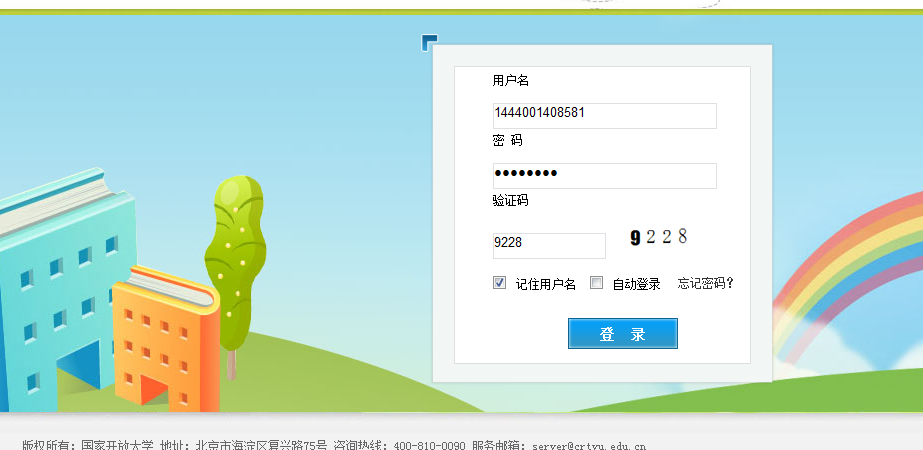 用户名
1444001408581
密 码
••••••••
验证码
9228
9228
记住用户名 自动登录 忘记密码?
登 录
版权所有：国家开放大学 地址：北京市海淀区复兴路75号 咨询热线：400-810-0090 服务邮箱：server@crtvu.edu.cn